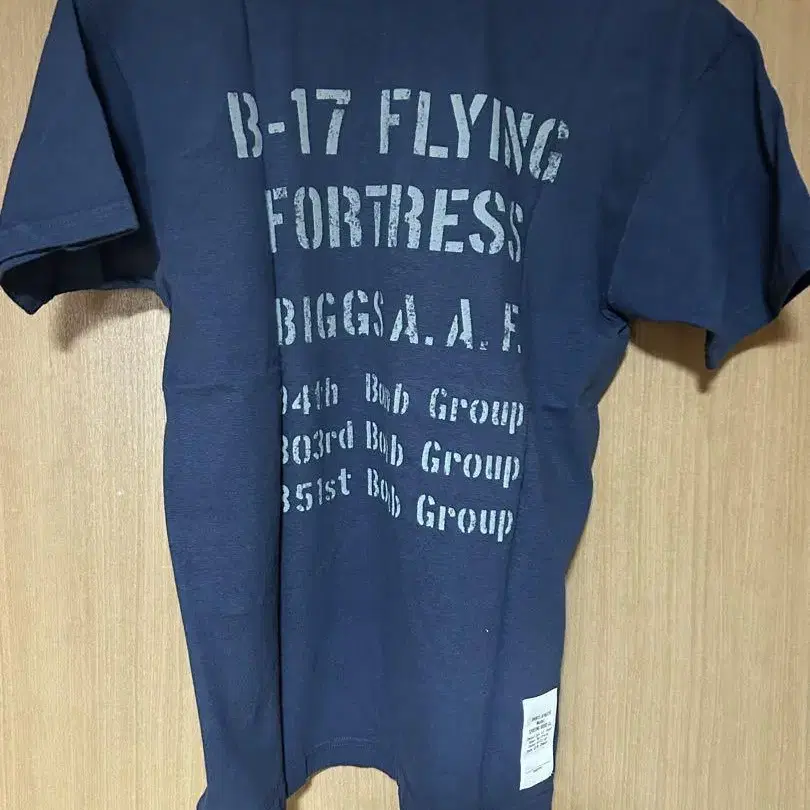 B-17 FLYING
FORTRESS
BIGGS A. A. F.
94th Bomb Group
303rd Bomb Group
351st Bomb Group